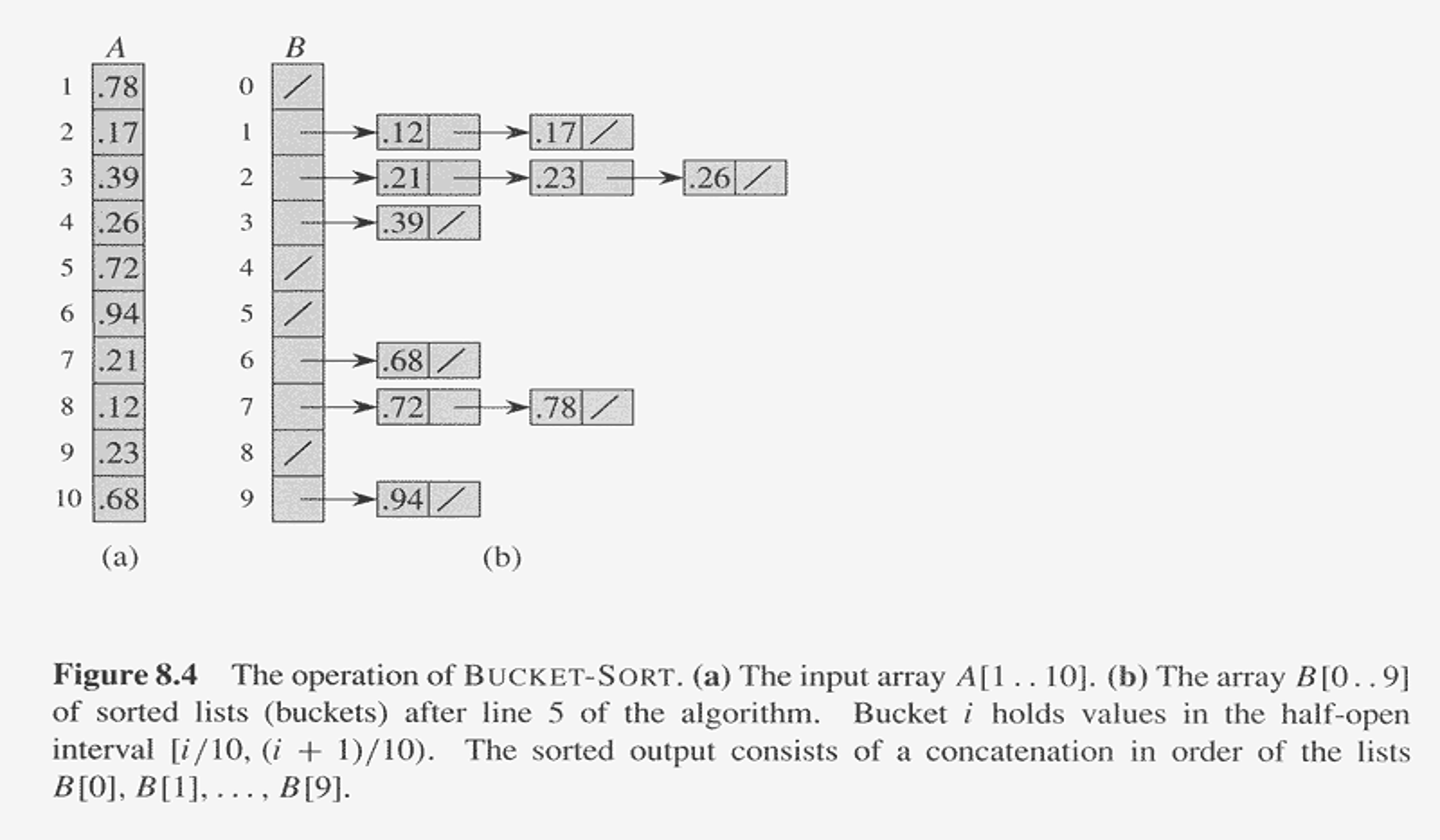 A B
1 .78 0 /
2 .17 1 .12 .17 /
3 .39 2 .21 .23 .26 /
4 .26 3 .39 /
5 .72 4 /
6 .94 5 /
7 .21 6 .68 /
8 .12 7 .72 .78 /
9 .23 8 /
10 .68 9 .94 /
(a) (b)
Figure 8.4 The operation of BUCKET-SORT. (a) The input array A[1 . . 10]. (b) The array B[0 . . 9]
of sorted lists (buckets) after line 5 of the algorithm. Bucket i holds values in the half-open
interval [i/10, (i + 1)/10). The sorted output consists of a concatenation in order of the lists
B[0], B[1], . . . , B[9].